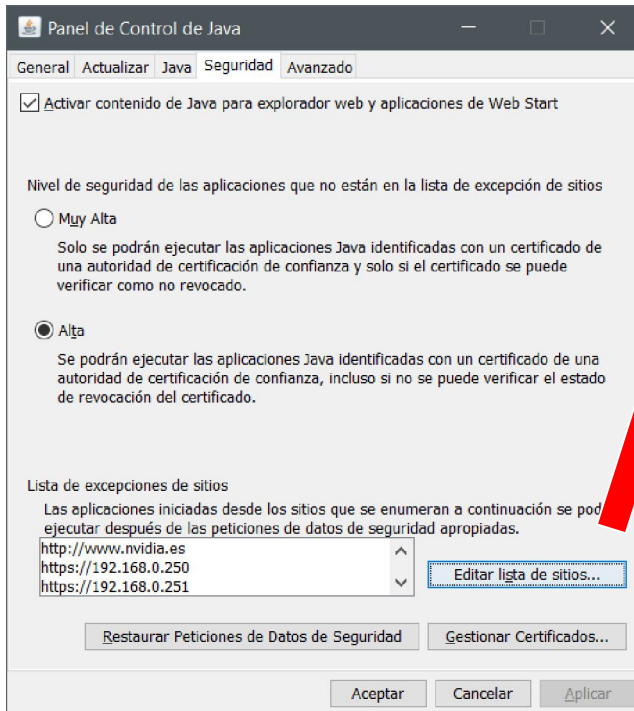 Panel de Control de Java
General Actualizar Java Seguridad Avanzado
Activar contenido de Java para explorador web y aplicaciones de Web Start
Nivel de seguridad de las aplicaciones que no están en la lista de excepción de sitios
Muy Alta
Solo se podrán ejecutar las aplicaciones Java identificadas con un certificado de
una autoridad de certificación de confianza y solo si el certificado se puede
verificar como no revocado.
Alta
Se podrán ejecutar las aplicaciones Java identificadas con un certificado de una
autoridad de certificación de confianza, incluso si no se puede verificar el estado
de revocación del certificado.
Lista de excepciones de sitios
Las aplicaciones iniciadas desde los sitios que se enumeran a continuación se
ejecutar después de las peticiones de datos de seguridad apropiadas.
http://www.nvidia.es
https://192.168.0.250
https://192.168.0.251
Editar lista de sitios...
Restaurar Peticiones de Datos de Seguridad Gestionar Certificados...
Aceptar Cancelar Aplicar